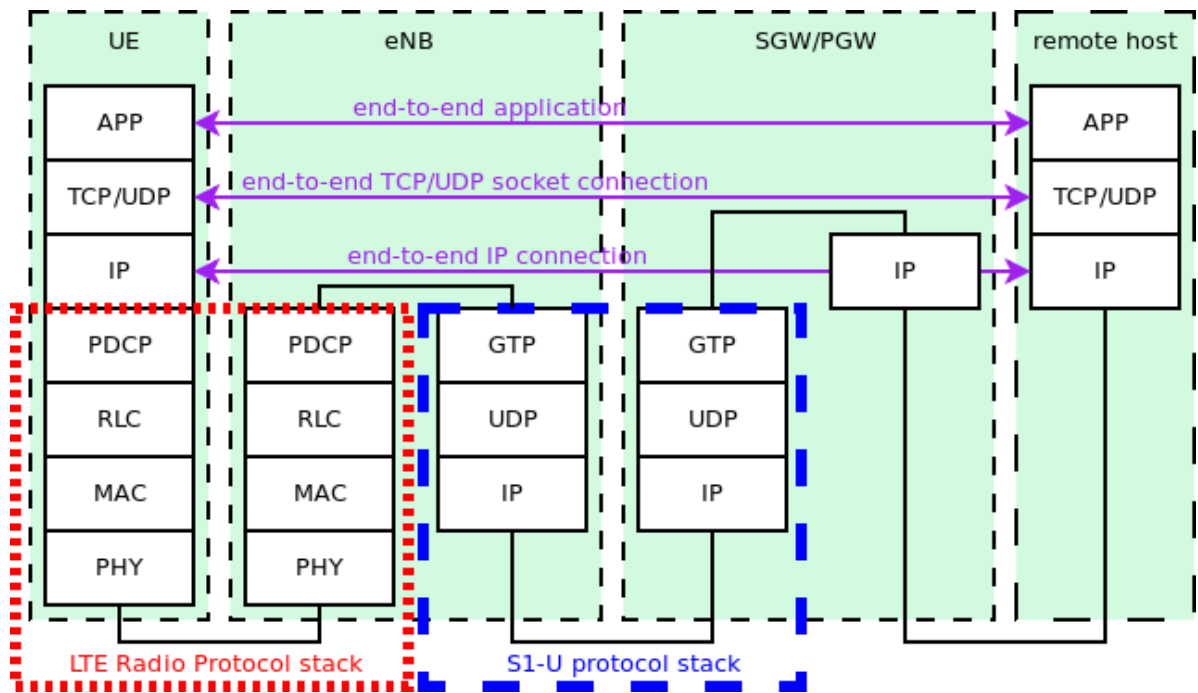 UE
eNB
SGW/PGW
remote host
APP
end-to-end application
APP
TCP/UDP
end-to-end TCP/UDP socket connection
TCP/UDP
IP
end-to-end IP connection
IP
IP
PDCP
PDCP
GTP
GTP
RLC
RLC
UDP
UDP
MAC
MAC
IP
IP
PHY
PHY
LTE Radio Protocol stack
S1-U protocol stack